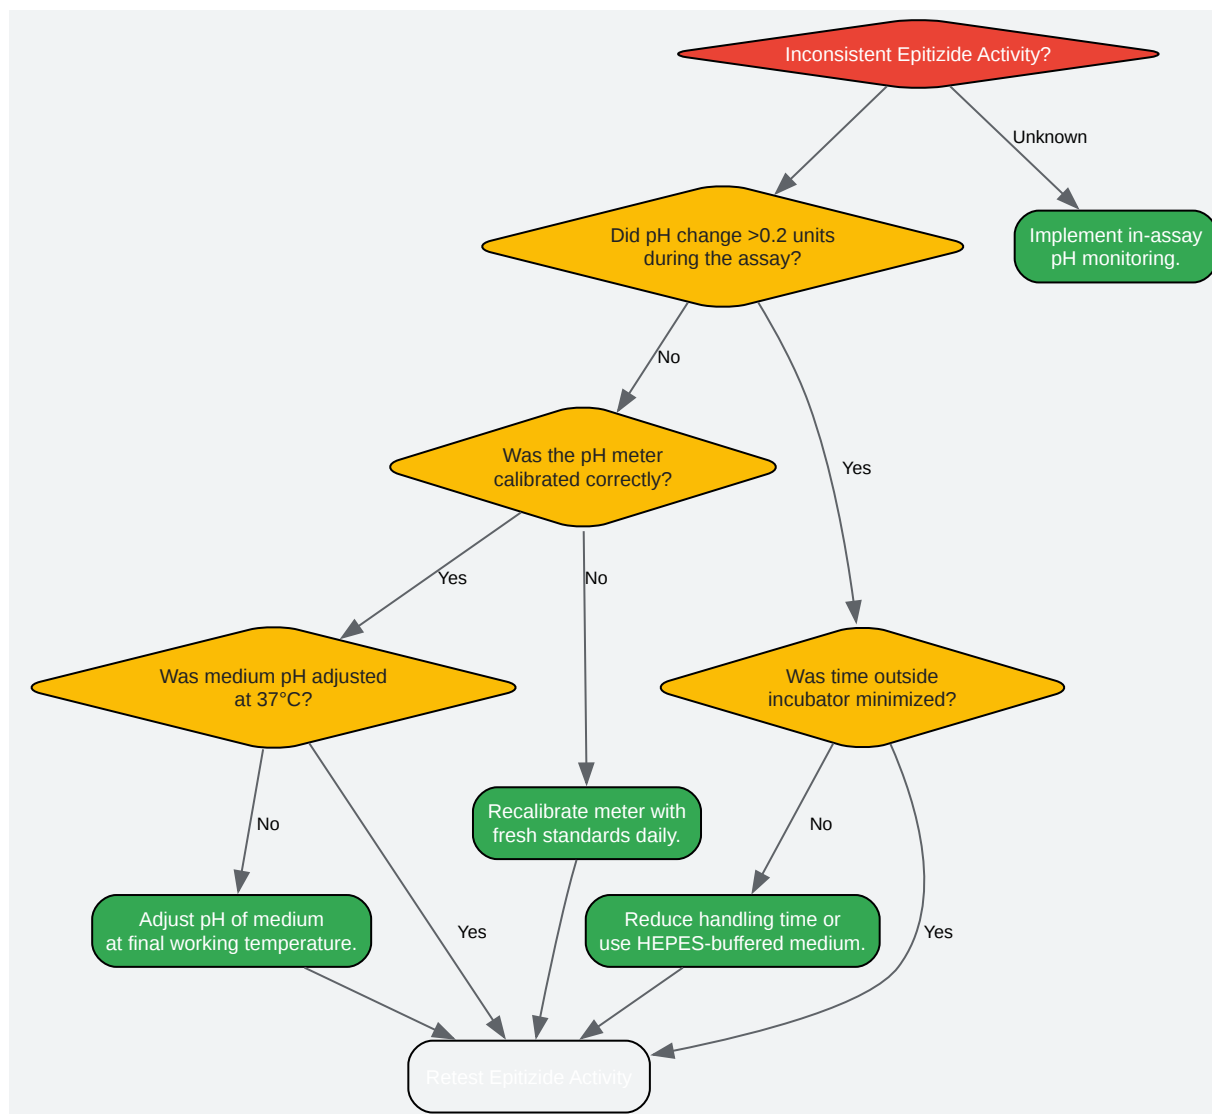 Inconsistent Epitizide Activity?
Unknown
Did pH change >0.2 units
during the assay?
Implement in-assay
pH monitoring.
No
Was the pH meter
calibrated correctly?
Yes
Yes
No
Was medium pH adjusted
at 37°C?
Was time outside
incubator minimized?
Recalibrate meter with
fresh standards daily.
No
No
Adjust pH of medium
at final working temperature.
Yes
Reduce handling time or
use HEPES-buffered medium.
Yes
Retest Epitizide Activity